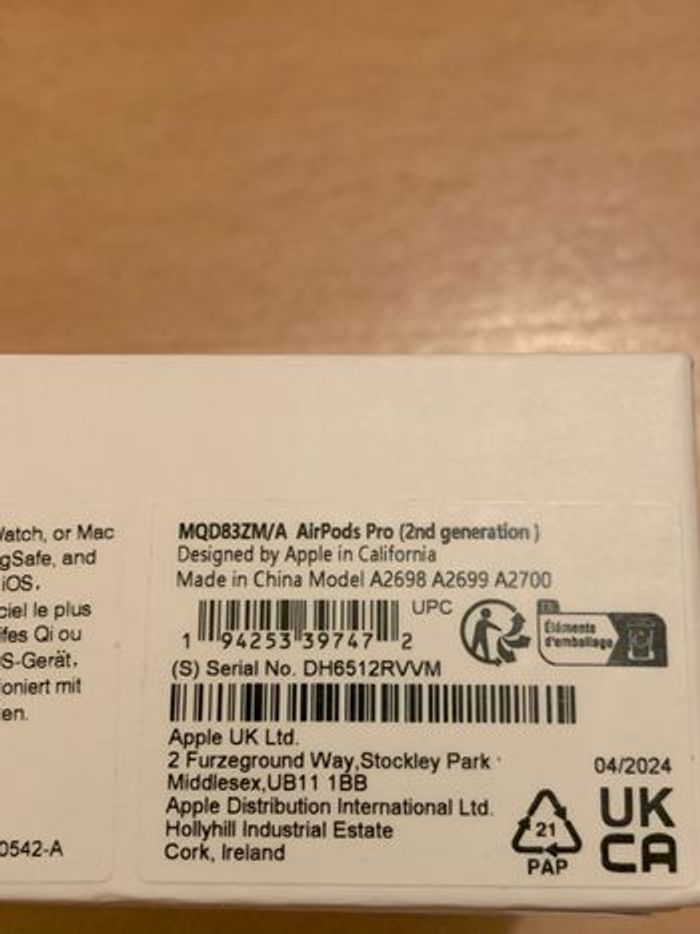 Watch, or Mac
gSafe, and
iOS.
ciel le plus
ifes Qi ou
S-Gerät,
ioniert mit
en.
0542-A
MQD83ZM/A AirPods Pro (2nd generation )
Designed by Apple in California
Made in China Model A2698 A2699 A2700
UPC
1 94253 39747 2
FR
Éléments
d'emballage
(S) Serial No. DH6512RVVM
Apple UK Ltd.
2 Furzeground Way,Stockley Park
Middlesex,UB11 1BB
Apple Distribution International Ltd.
Hollyhill Industrial Estate
Cork, Ireland
04/2024
21
PAP
UK
CA